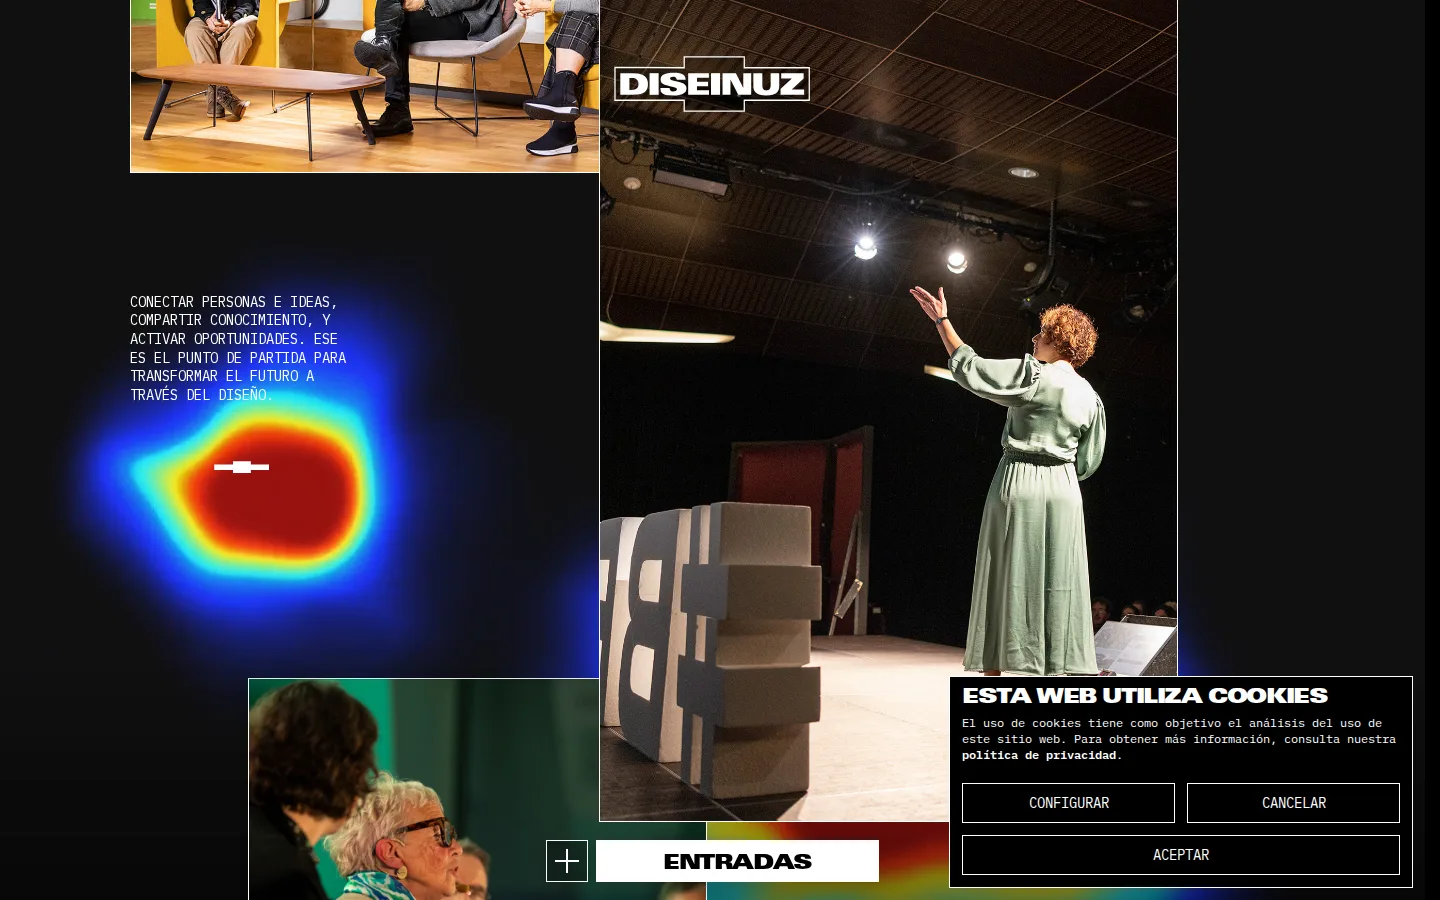 DISEINUZ
CONECTAR PERSONAS E IDEAS,
COMPARTIR CONOCIMIENTO, Y
ACTIVAR OPORTUNIDADES. ESE
ES EL PUNTO DE PARTIDA PARA
TRANSFORMAR EL FUTURO A
TRAVÉS DEL DISEÑO.
ESTA WEB UTILIZA COOKIES
El uso de cookies tiene como objetivo el análisis del uso de
este sitio web. Para obtener más información, consulta nuestra
política de privacidad.
CONFIGURAR
CANCELAR
ACEPTAR
ENTRADAS